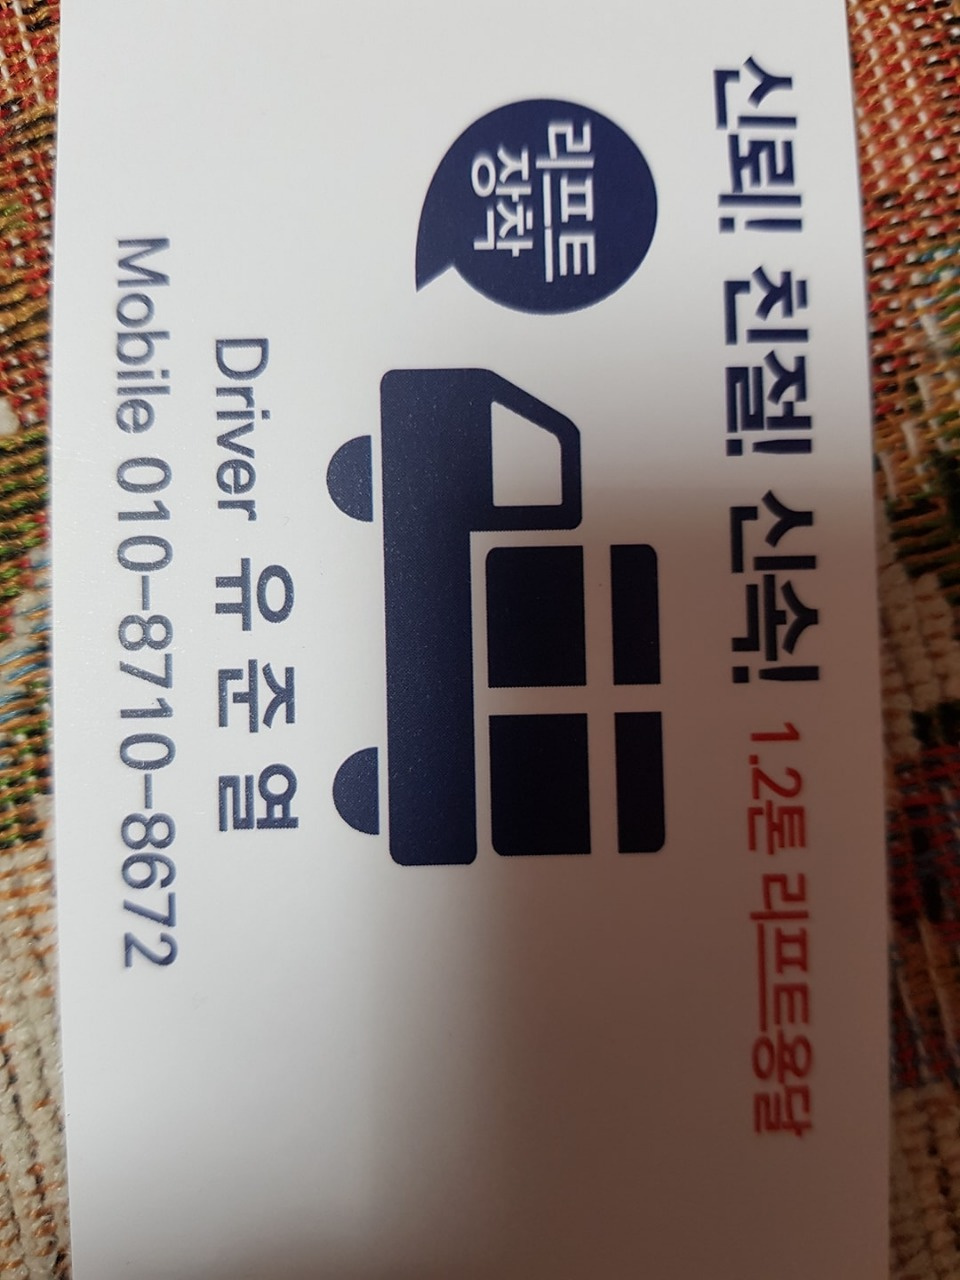 신뢰! 친절! 신속! 1.2톤 리프트용달
리프트
장착
Driver 유 준 열
Mobile 010-8710-8672